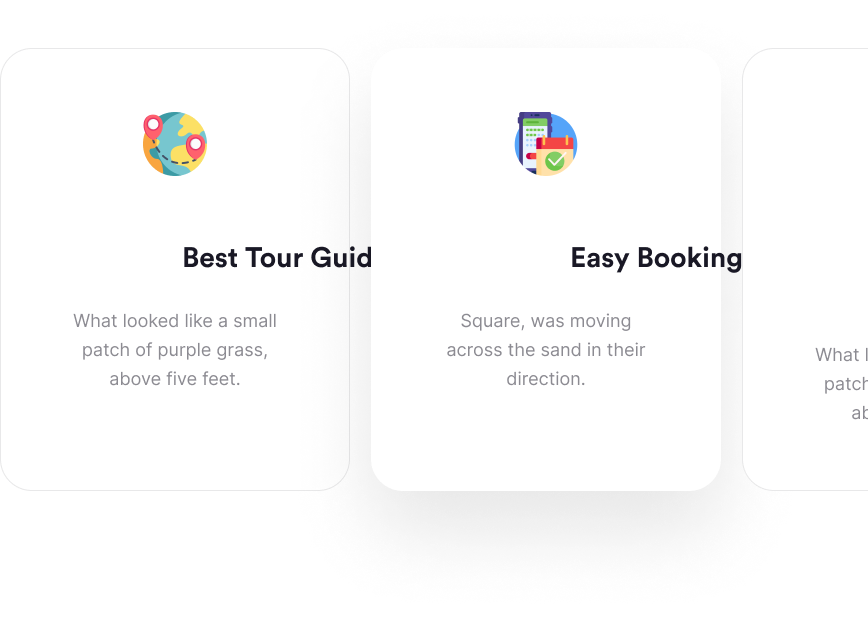 Best Tour Guid
What looked like a small
patch of purple grass,
above five feet.
Easy Booking
Square, was moving
across the sand in their
direction.
What l
patch
ab